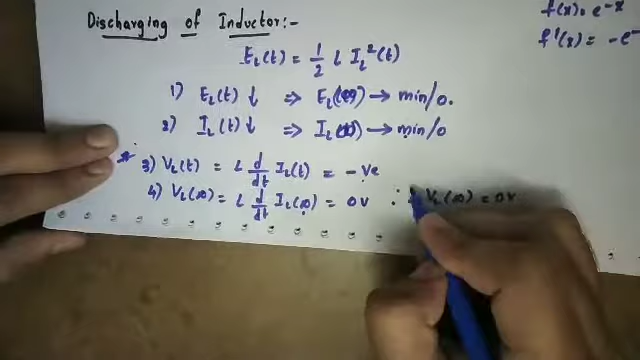 Discharging of Inductor:-
f(x) = e^-x
f'(x) = -e^-
E_L(t) = 1/2 L I_L^2(t)
1) E_L(t) ↓ ⇒ E_L(∞) → min/0.
2) I_L(t) ↓ ⇒ I_L(∞) → min/0
3) V_L(t) = L d/dt I_L(t) = -ve
4) V_L(∞) = L d/dt I_L(∞) = 0V ∴ V_L(∞) = 0V